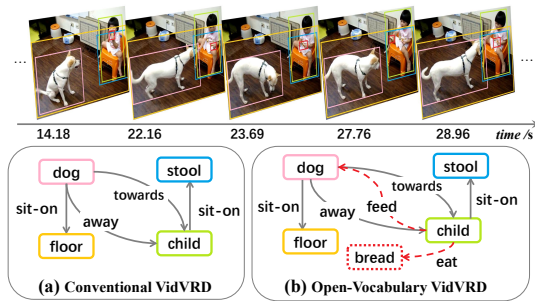 ... ...
14.18 22.16 23.69 27.76 28.96 time /s
dog stool
towards
sit-on away sit-on
floor child
(a) Conventional VidVRD
dog stool
towards
sit-on feed sit-on
away
floor child
bread eat
(b) Open-Vocabulary VidVRD